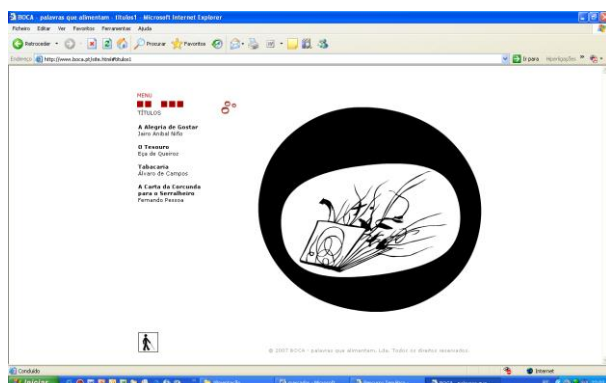 BOCA - palavras que alimentam - títulos1 - Microsoft Internet Explorer
Ficheiro Editar Ver Favoritos Ferramentas Ajuda
Retroceder Procurar Favoritos
Endereço http://www.boca.pt/site.html#titulos1 Ir para Hiperligações
MENU
TÍTULOS
A Alegria de Gostar
Jairo Aníbal Niño
O Tesouro
Eça de Queiroz
Tabacaria
Álvaro de Campos
A Carta da Corcunda
para o Serralheiro
Fernando Pessoa
© 2007 BOCA - palavras que alimentam, Lda. Todos os direitos reservados.
Concluído Internet
Iniciar